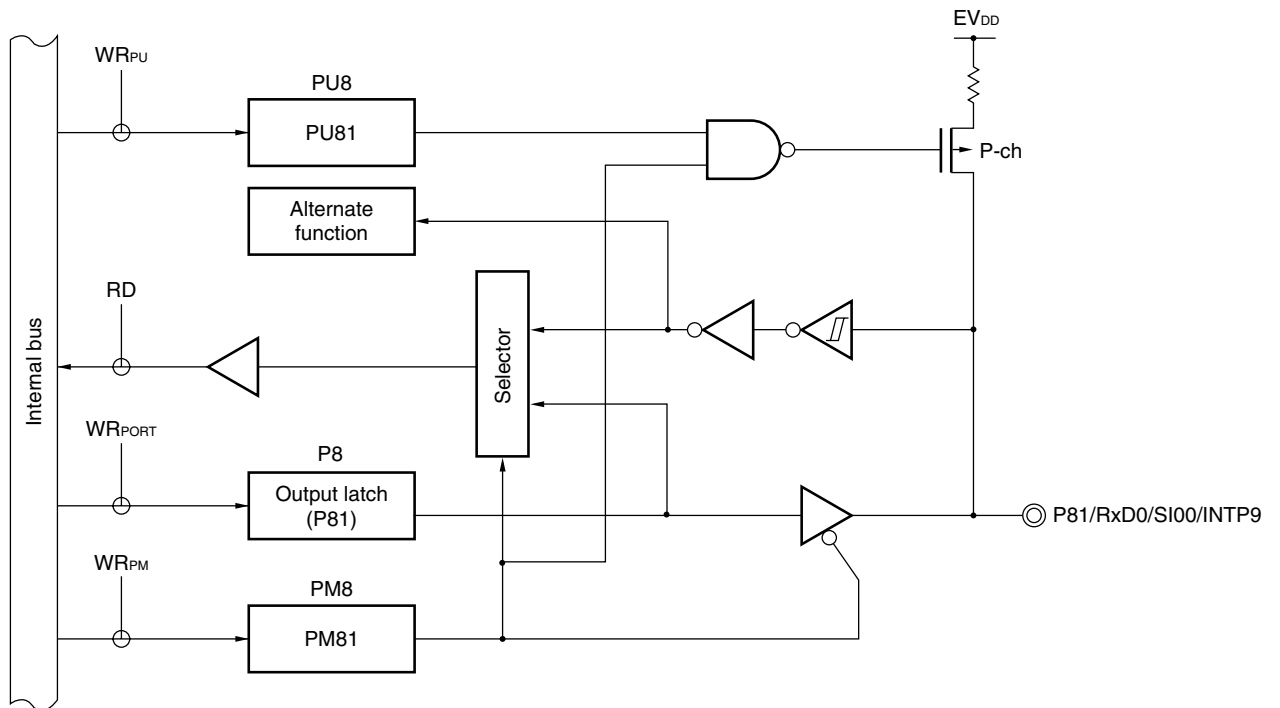 EVDD
WRPU
PU8
PU81
P-ch
Alternate
function
RD
Selector
Internal bus
WRPORT
P8
Output latch
(P81)
P81/RxD0/SI00/INTP9
WRPM
PM8
PM81